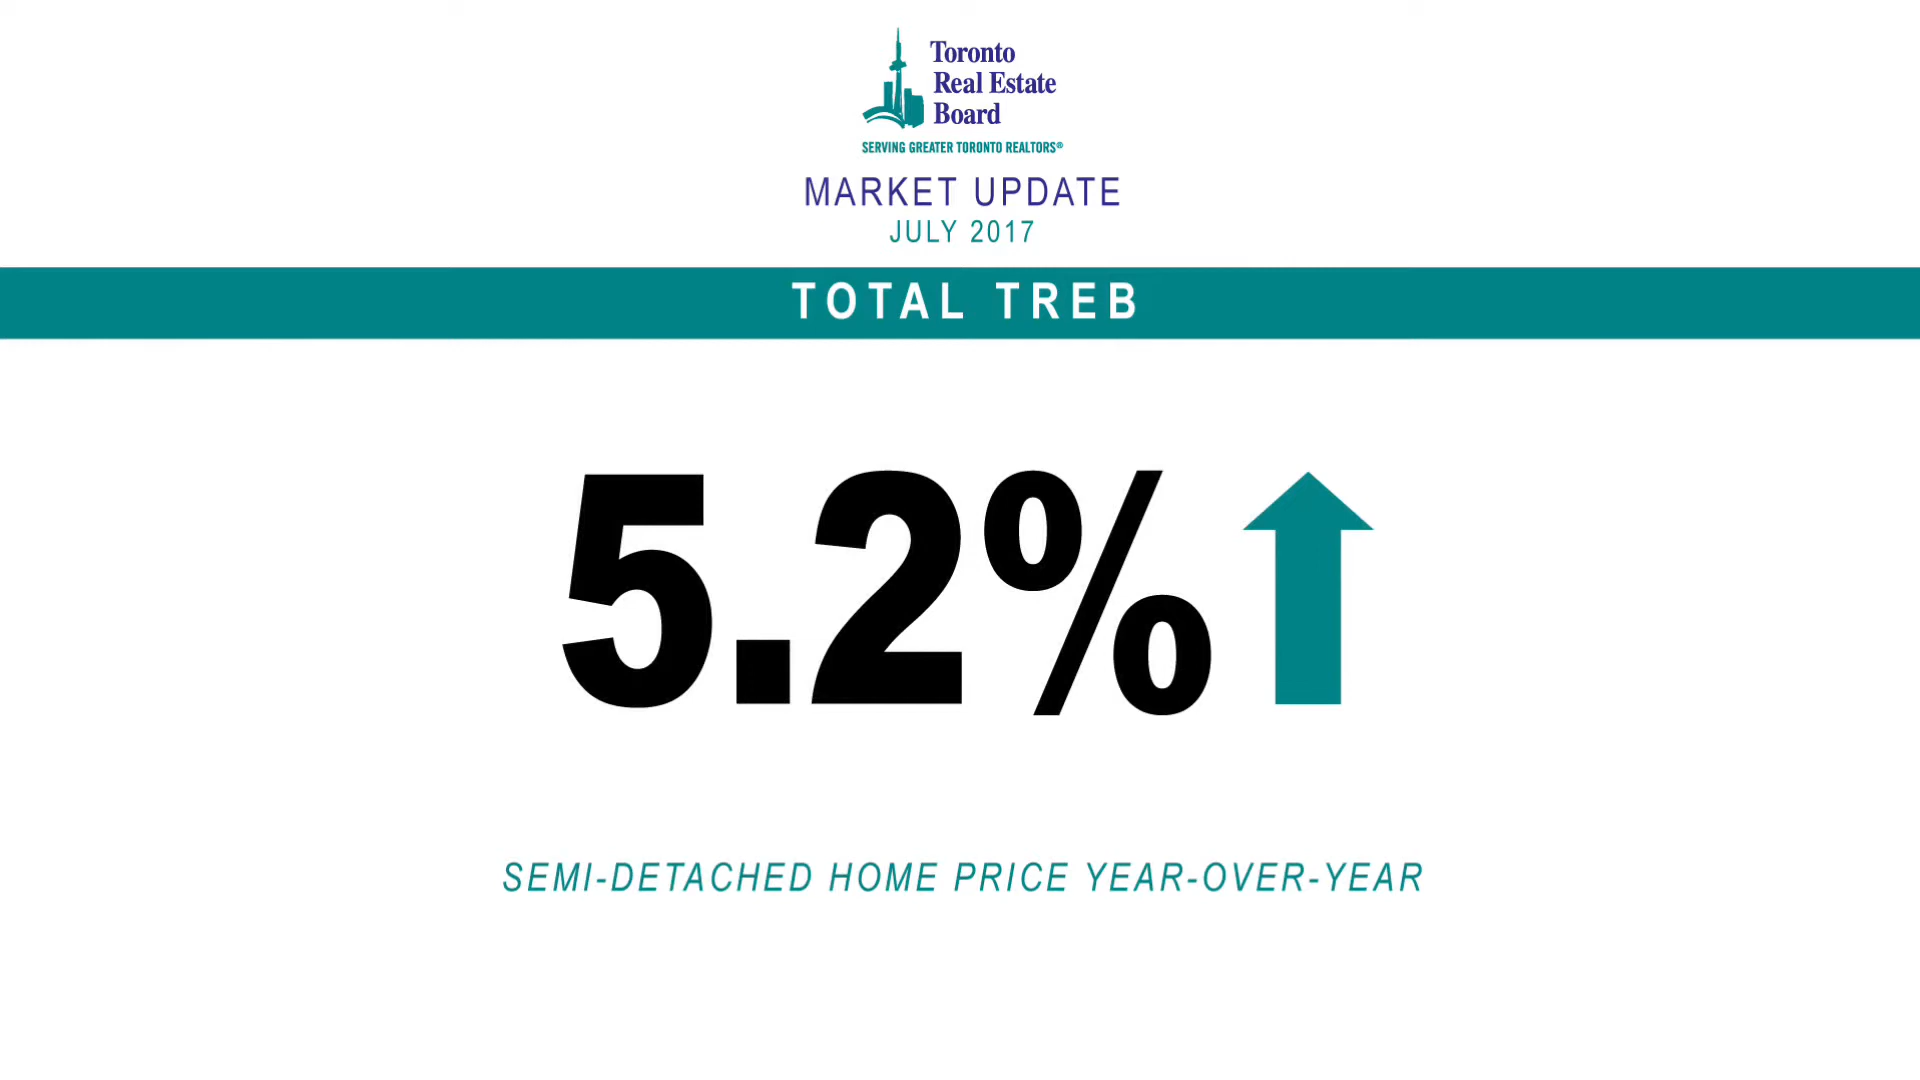 Toronto
Real Estate
Board
SERVING GREATER TORONTO REALTORS®
MARKET UPDATE
JULY 2017
TOTAL TREB
5.2%
SEMI-DETACHED HOME PRICE YEAR-OVER-YEAR